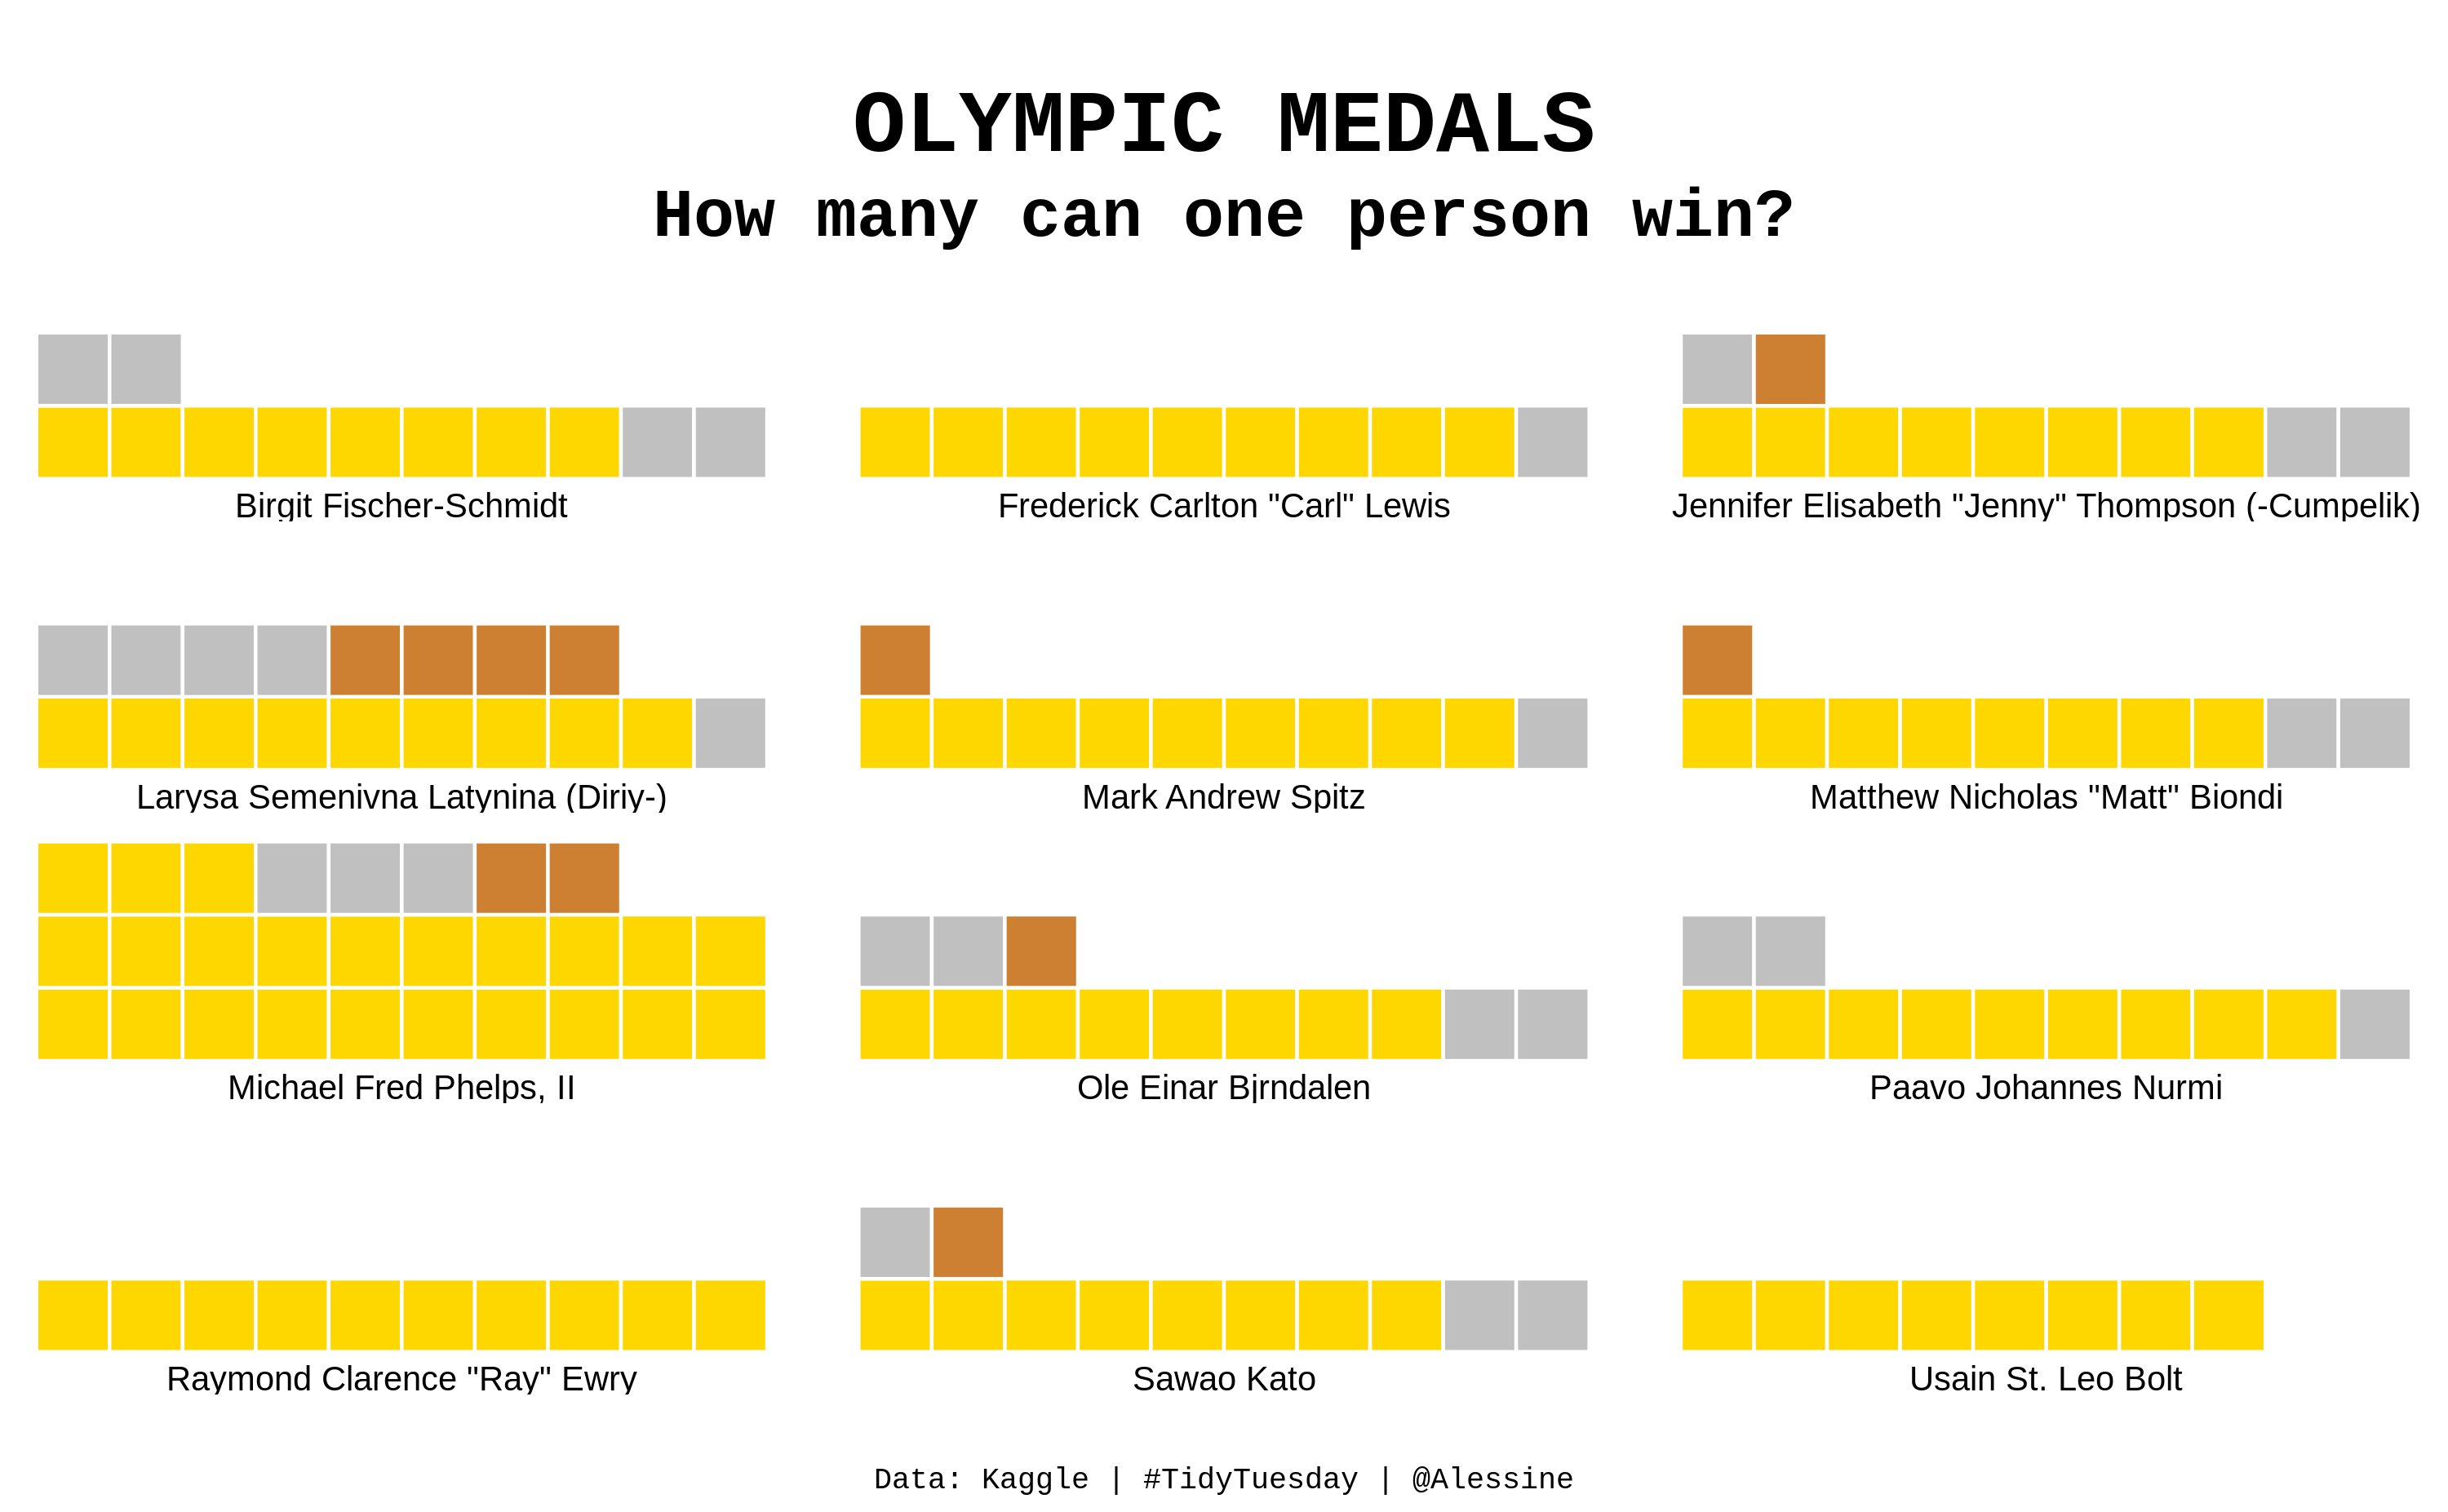 OLYMPIC MEDALS
How many can one person win?
Birgit Fischer-Schmidt
Frederick Carlton "Carl" Lewis
Jennifer Elisabeth "Jenny" Thompson (-Cumpelik)
Larysa Semenivna Latynina (Diriy-)
Mark Andrew Spitz
Matthew Nicholas "Matt" Biondi
Michael Fred Phelps, II
Ole Einar Bjrndalen
Paavo Johannes Nurmi
Raymond Clarence "Ray" Ewry
Sawao Kato
Usain St. Leo Bolt
Data: Kaggle | #TidyTuesday | @Alessine